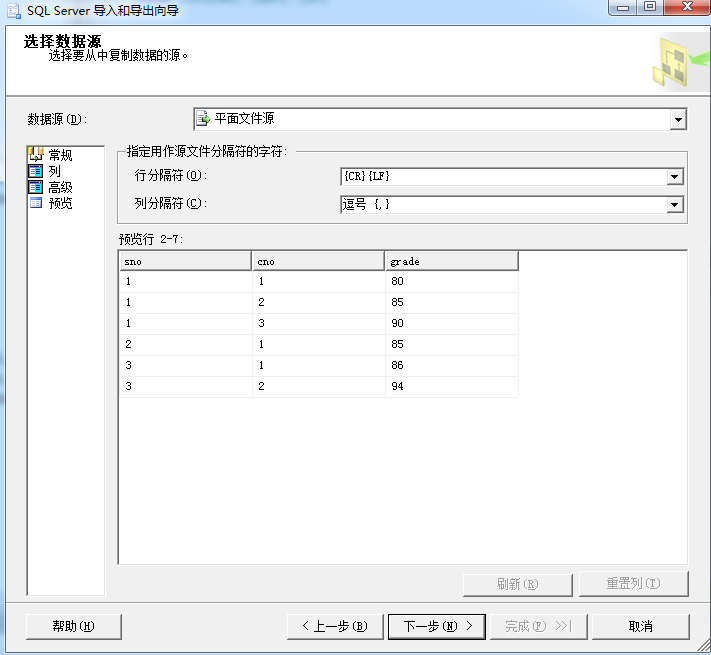 SQL Server 导入和导出向导
选择数据源
选择要从中复制数据的源。
数据源(D):
平面文件源
常规
列
高级
预览
指定用作源文件分隔符的字符:
行分隔符(O):
{CR}{LF}
列分隔符(C):
逗号 {,}
预览行 2-7:
sno cno grade
1 1 80
1 2 85
1 3 90
2 1 85
3 1 86
3 2 94
刷新(R) 重置列(T)
帮助(H) < 上一步(B) 下一步(N) > 完成(F) >>| 取消